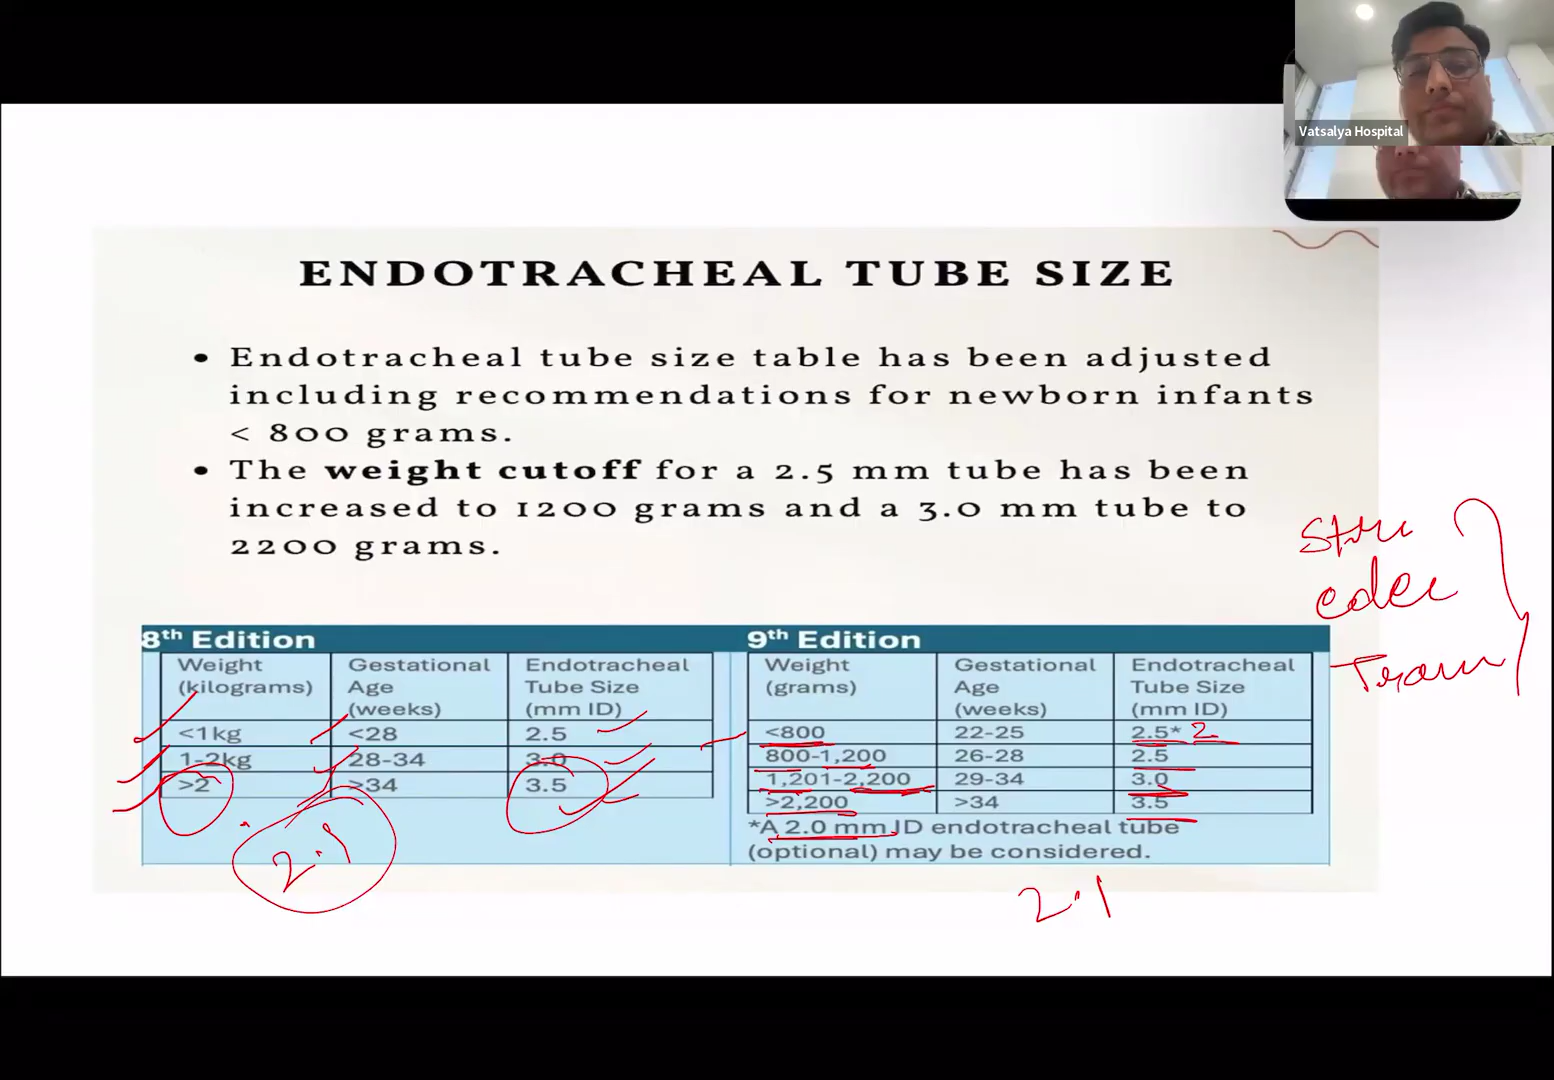 Vatsalya Hospital
ENDOTRACHEAL TUBE SIZE
• Endotracheal tube size table has been adjusted
including recommendations for newborn infants
< 800 grams.
• The weight cutoff for a 2.5 mm tube has been
increased to 1200 grams and a 3.0 mm tube to
2200 grams.
8th Edition
Weight (kilograms) Gestational Age (weeks) Endotracheal Tube Size (mm ID)
<1kg <28 2.5
1-2kg 28-34 3.0
>2 >34 3.5
2.1
9th Edition
Weight (grams) Gestational Age (weeks) Endotracheal Tube Size (mm ID)
<800 22-25 2.5* 2
800-1,200 26-28 2.5
1,201-2,200 29-34 3.0
>2,200 >34 3.5
*A 2.0 mm ID endotracheal tube
(optional) may be considered.
2.1